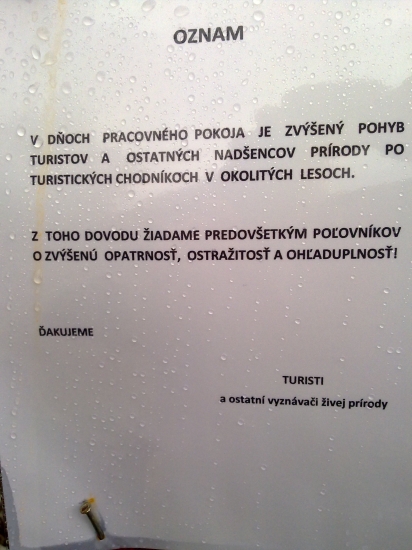 OZNAM
V DŇOCH PRACOVNÉHO POKOJA JE ZVÝŠENÝ POHYB
TURISTOV A OSTATNÝCH NADŠENCOV PRÍRODY PO
TURISTICKÝCH CHODNÍKOCH V OKOLITÝCH LESOCH.
Z TOHO DOVODU ŽIADAME PREDOVŠETKÝM POĽOVNÍKOV
O ZVÝŠENÚ OPATRNOSŤ, OSTRAŽITOSŤ A OHĽADUPLNOSŤ!
ĎAKUJEME
TURISTI
a ostatní vyznávači živej prírody